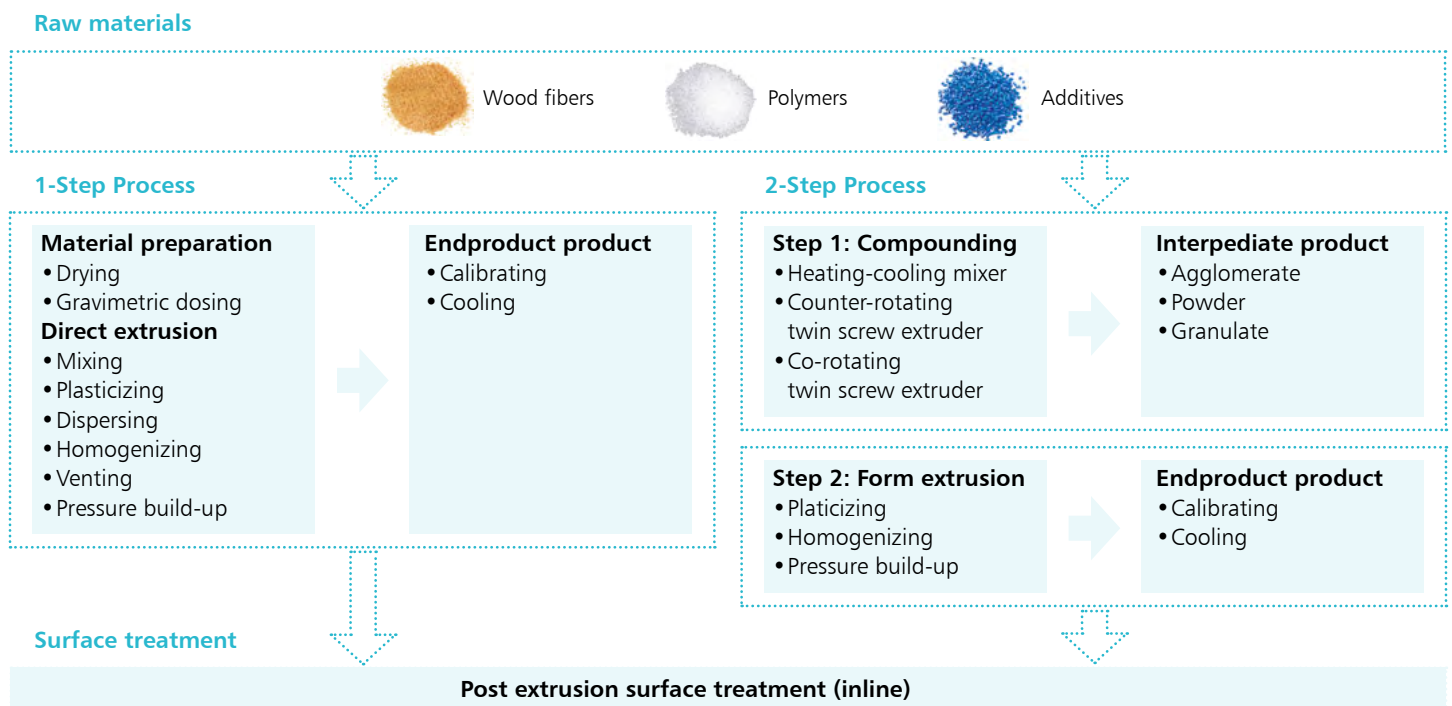 Raw materials
Wood fibers
Polymers
Additives
1-Step Process
Material preparation
• Drying
• Gravimetric dosing
Direct extrusion
• Mixing
• Plasticizing
• Dispersing
• Homogenizing
• Venting
• Pressure build-up
Endproduct product
• Calibrating
• Cooling
2-Step Process
Step 1: Compounding
• Heating-cooling mixer
• Counter-rotating
twin screw extruder
• Co-rotating
twin screw extruder
Interpediate product
• Agglomerate
• Powder
• Granulate
Step 2: Form extrusion
• Platicizing
• Homogenizing
• Pressure build-up
Endproduct product
• Calibrating
• Cooling
Surface treatment
Post extrusion surface treatment (inline)